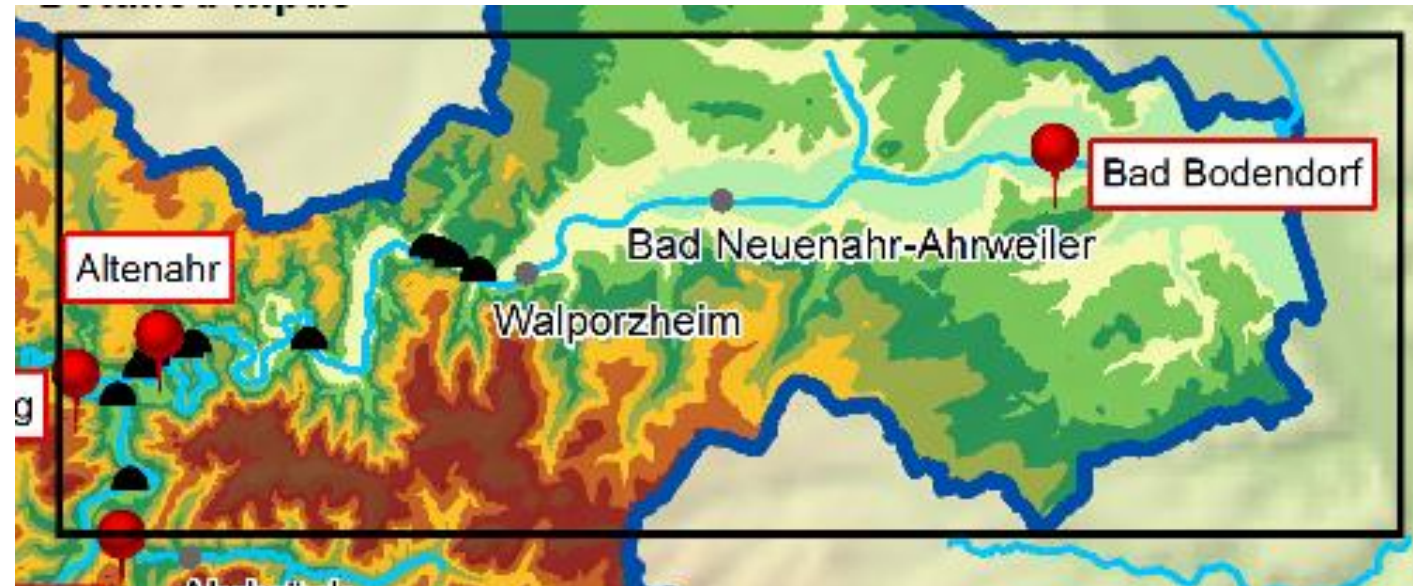 Altenahr
Bad Bodendorf
Bad Neuenahr-Ahrweiler
Walporzheim
g